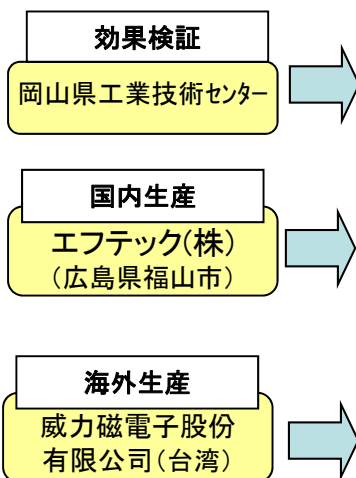 効果検証
岡山県工業技術センター
国内生産
エフテック(株)
(広島県福山市)
海外生産
威力磁電子股份
有限公司(台湾)